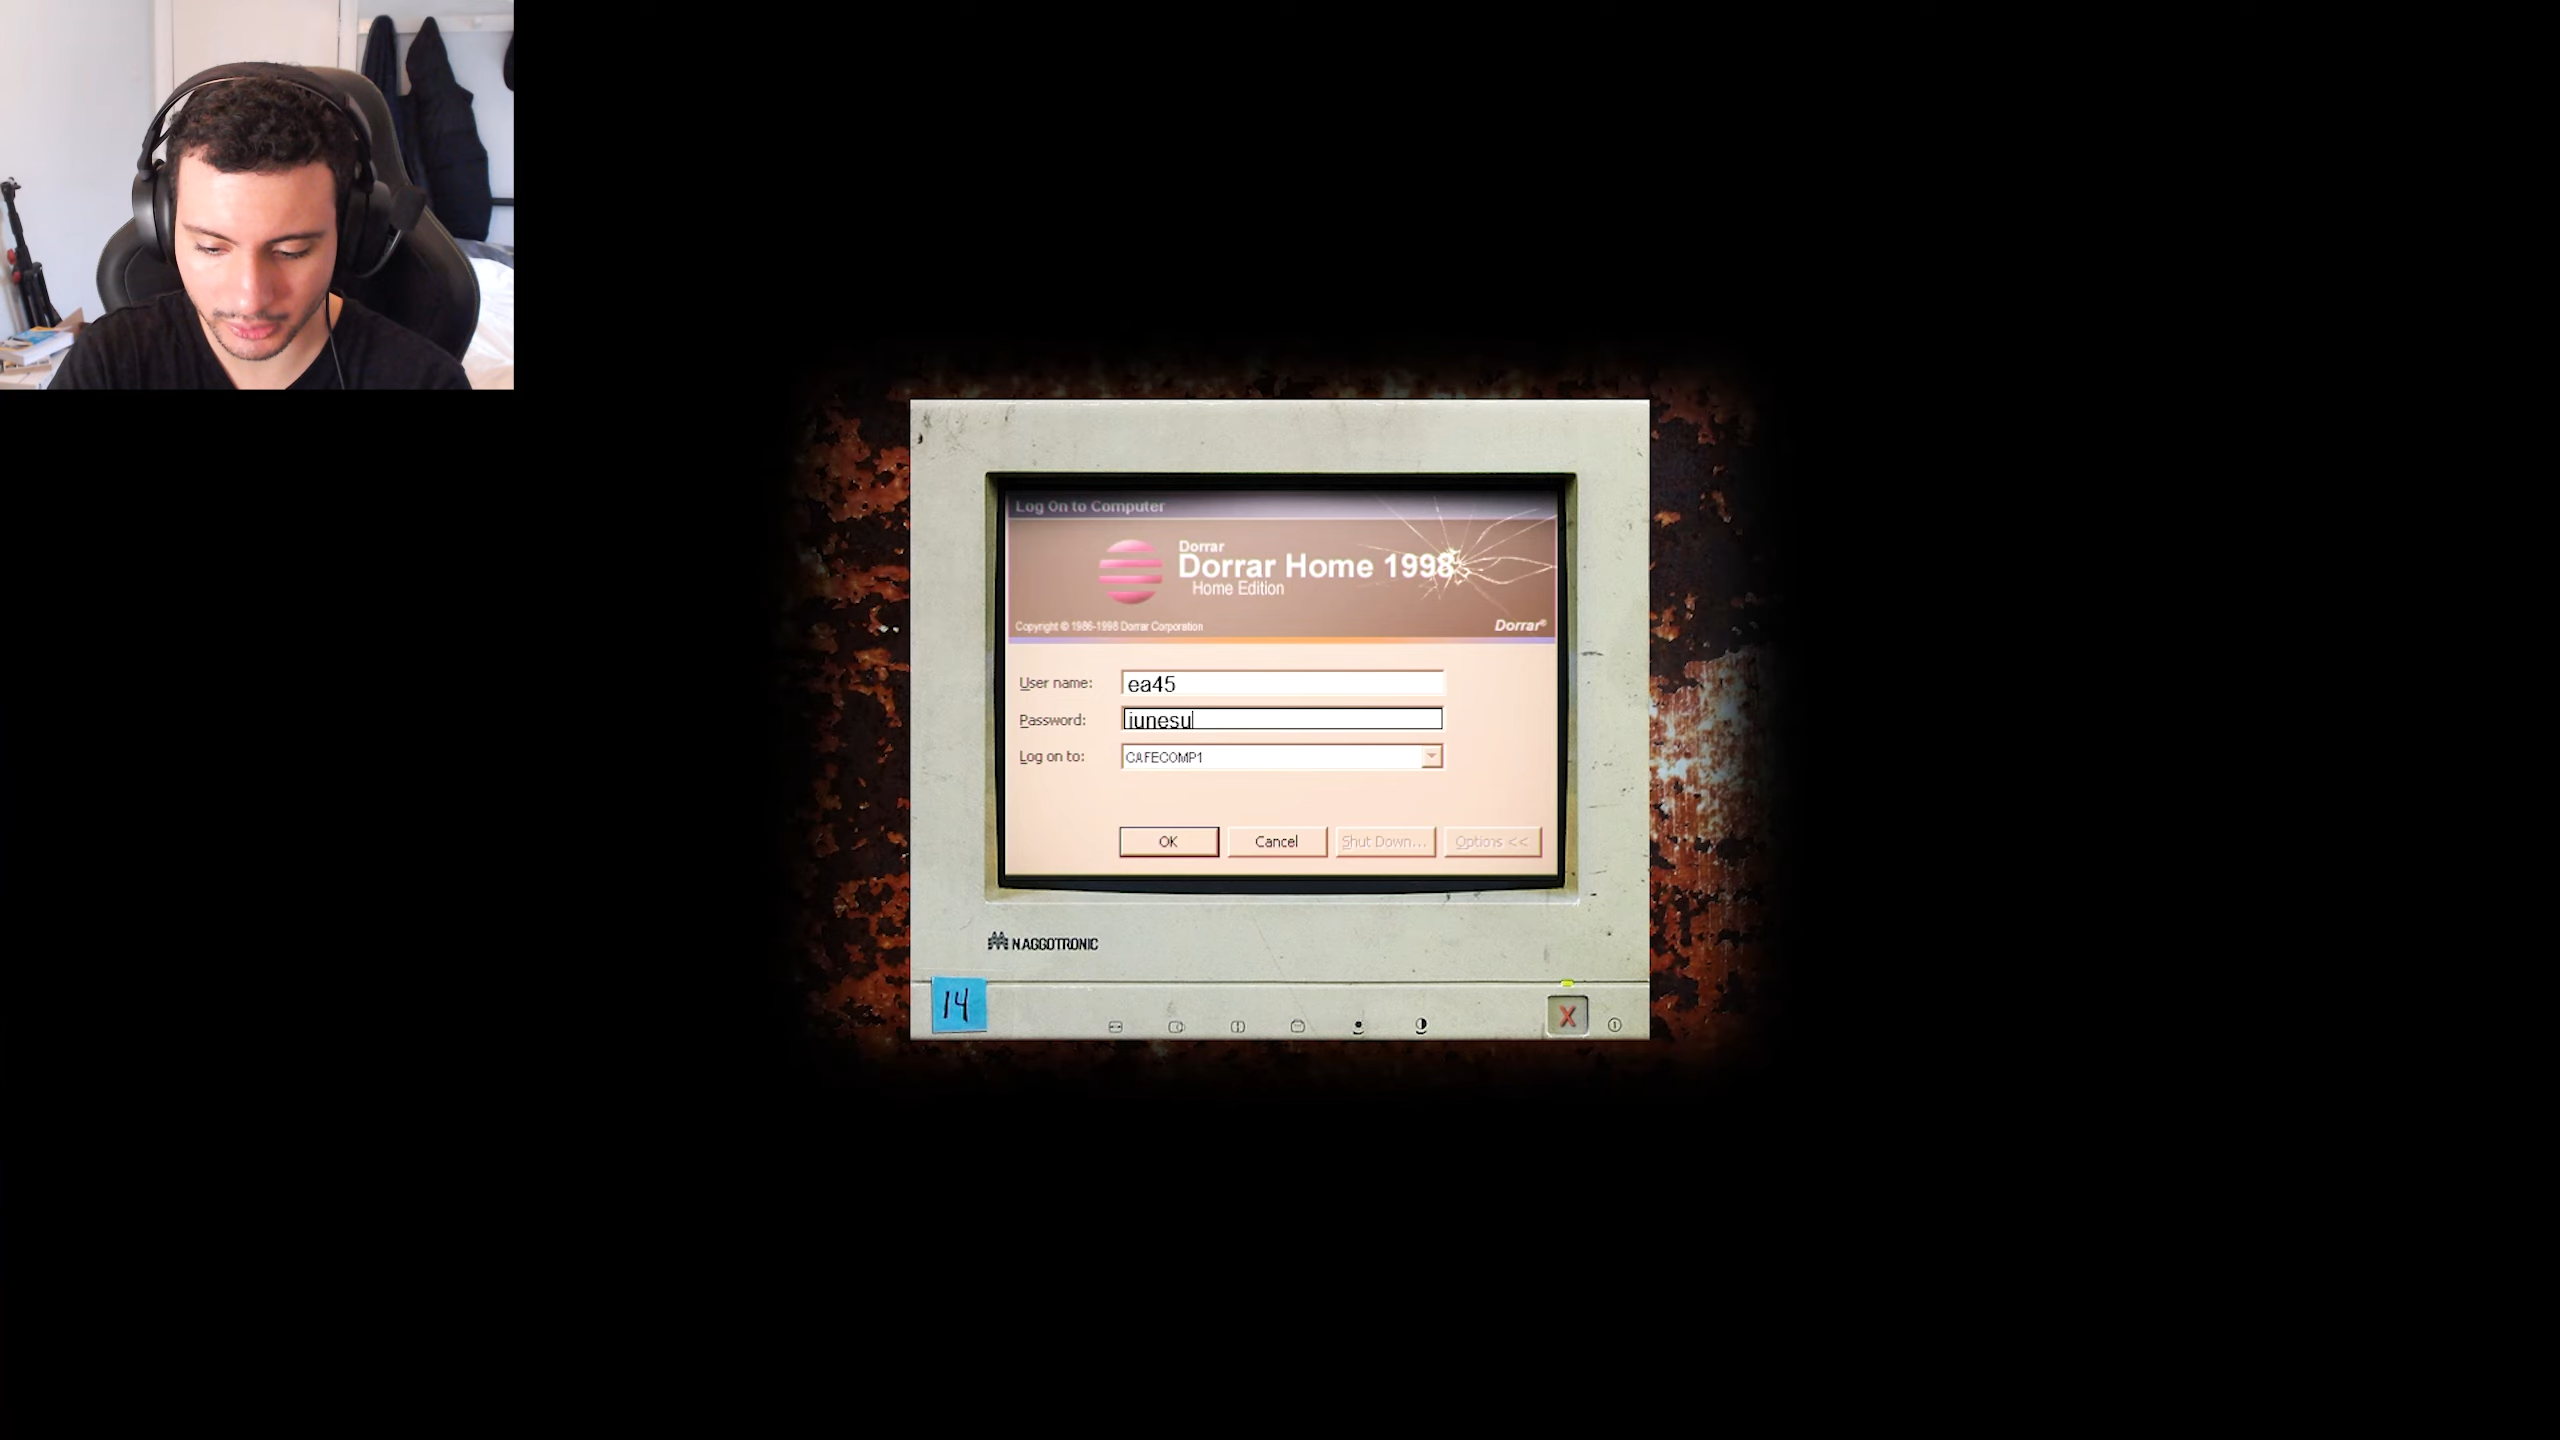 Log On to Computer
Dorrar
Dorrar Home 1998
Home Edition
Copyright © 1986-1998 Dorrar Corporation
Dorrar®
User name: ea45
Password: iunesu
Log on to: CAFECOMP1
OK Cancel Shut Down... Options <<
NAGGOTRONIC
14
X